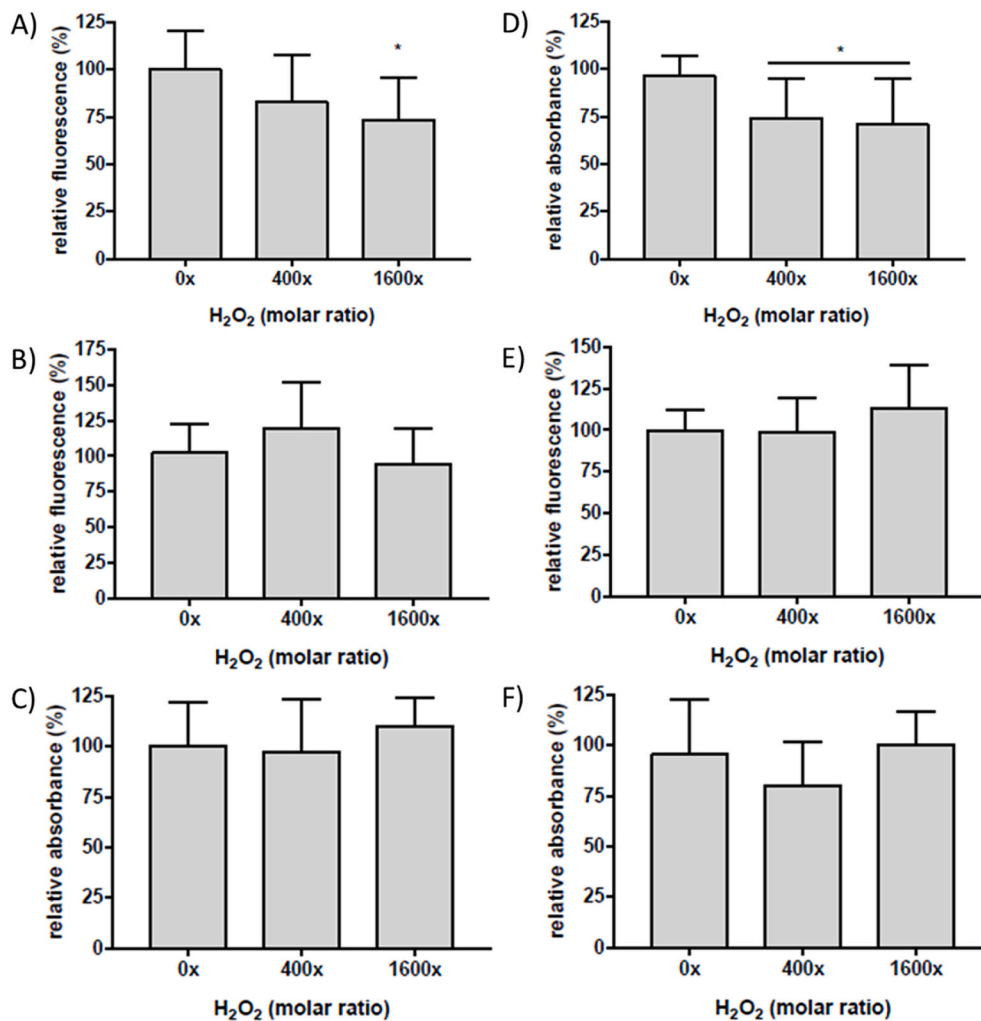 A)
relative fluorescence (%)
125
100
75
50
25
0
*
0x 400x 1600x
H₂O₂ (molar ratio)
D)
relative absorbance (%)
125
100
75
50
25
0
*
0x 400x 1600x
H₂O₂ (molar ratio)
B)
relative fluorescence (%)
175
150
125
100
75
50
25
0
0x 400x 1600x
H₂O₂ (molar ratio)
E)
relative fluorescence (%)
150
125
100
75
50
25
0
0x 400x 1600x
H₂O₂ (molar ratio)
C)
relative absorbance (%)
125
100
75
50
25
0
0x 400x 1600x
H₂O₂ (molar ratio)
F)
relative absorbance (%)
125
100
75
50
25
0
0x 400x 1600x
H₂O₂ (molar ratio)